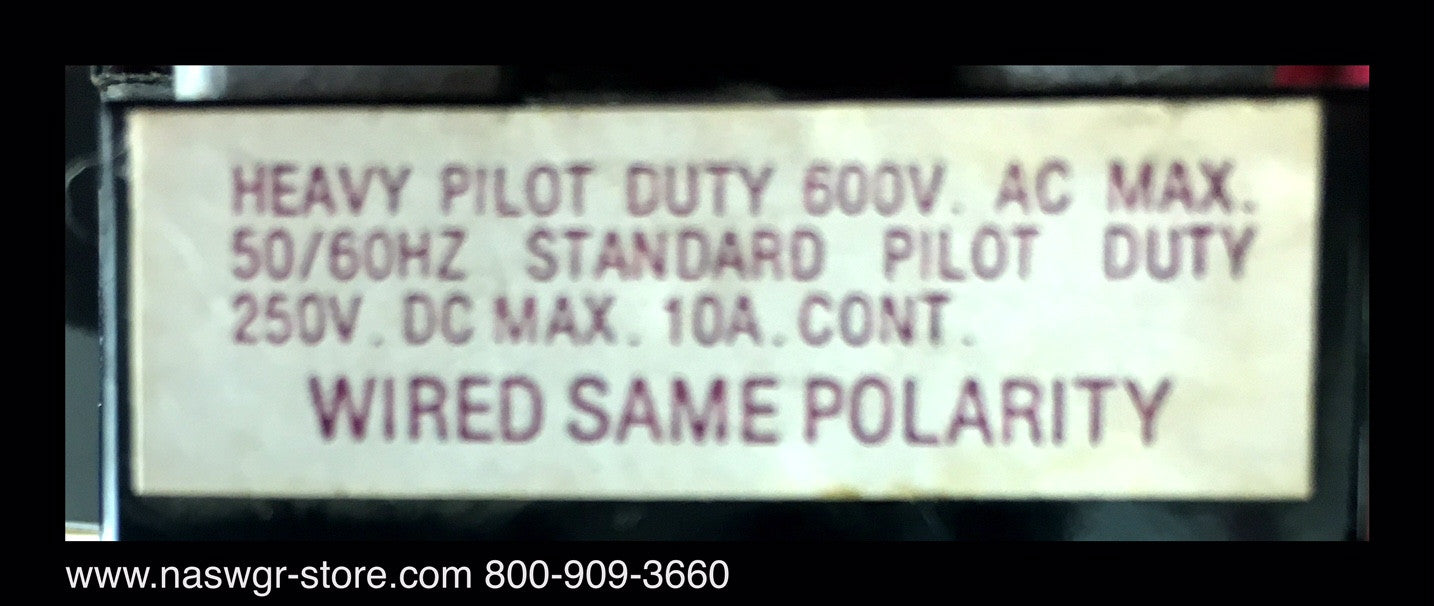 HEAVY PILOT DUTY 600V. AC MAX.
50/60HZ STANDARD PILOT DUTY
250V. DC MAX. 10A. CONT.
WIRED SAME POLARITY
www.naswgr-store.com 800-909-3660